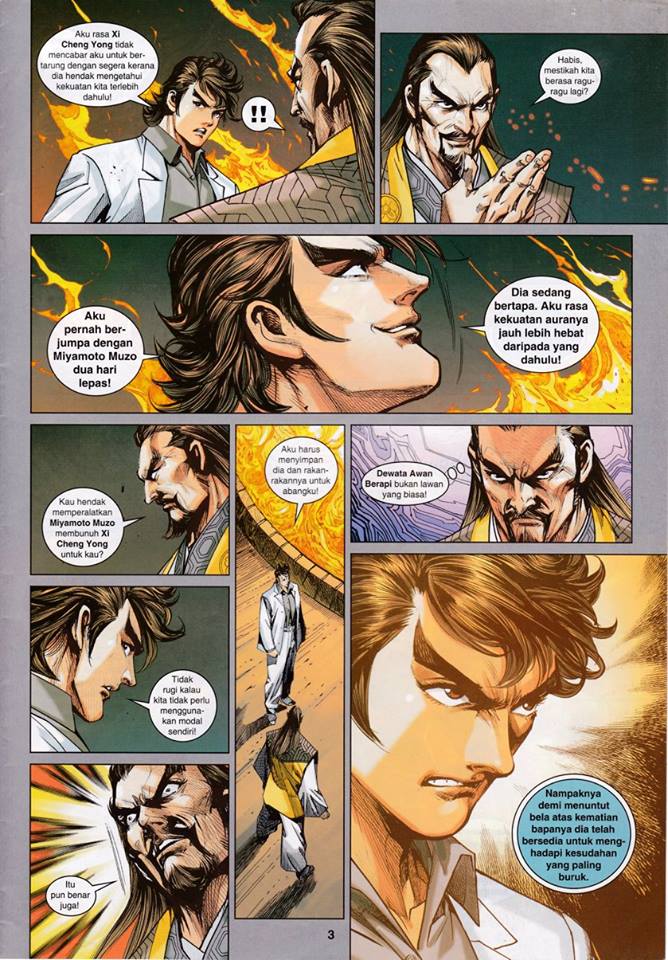 Aku rasa Xi
Cheng Yong tidak
mencabar aku untuk ber-
tarung dengan segera kerana
dia hendak mengetahui
kekuatan kita terlebih
dahulu!
!!
Habis,
mestikah kita
berasa ragu-
ragu lagi?
Aku
pernah ber-
jumpa dengan
Miyamoto Muzo
dua hari
lepas!
Dia sedang
bertapa. Aku rasa
kekuatan auranya
jauh lebih hebat
daripada yang
dahulu!
Kau hendak
memperalatkan
Miyamoto Muzo
membunuh Xi
Cheng Yong
untuk kau?
Tidak
rugi kalau
kita tidak perlu
mengguna-
kan modal
sendiri!
Itu
pun benar
juga!
Aku harus
menyimpan
dia dan rakan-
rakannya untuk
abangku!
Dewata Awan
Berapi bukan lawan
yang biasa!
Nampaknya
demi menuntut
bela atas kematian
bapanya dia telah
bersedia untuk meng-
hadapi kesudahan
yang paling
buruk.
3